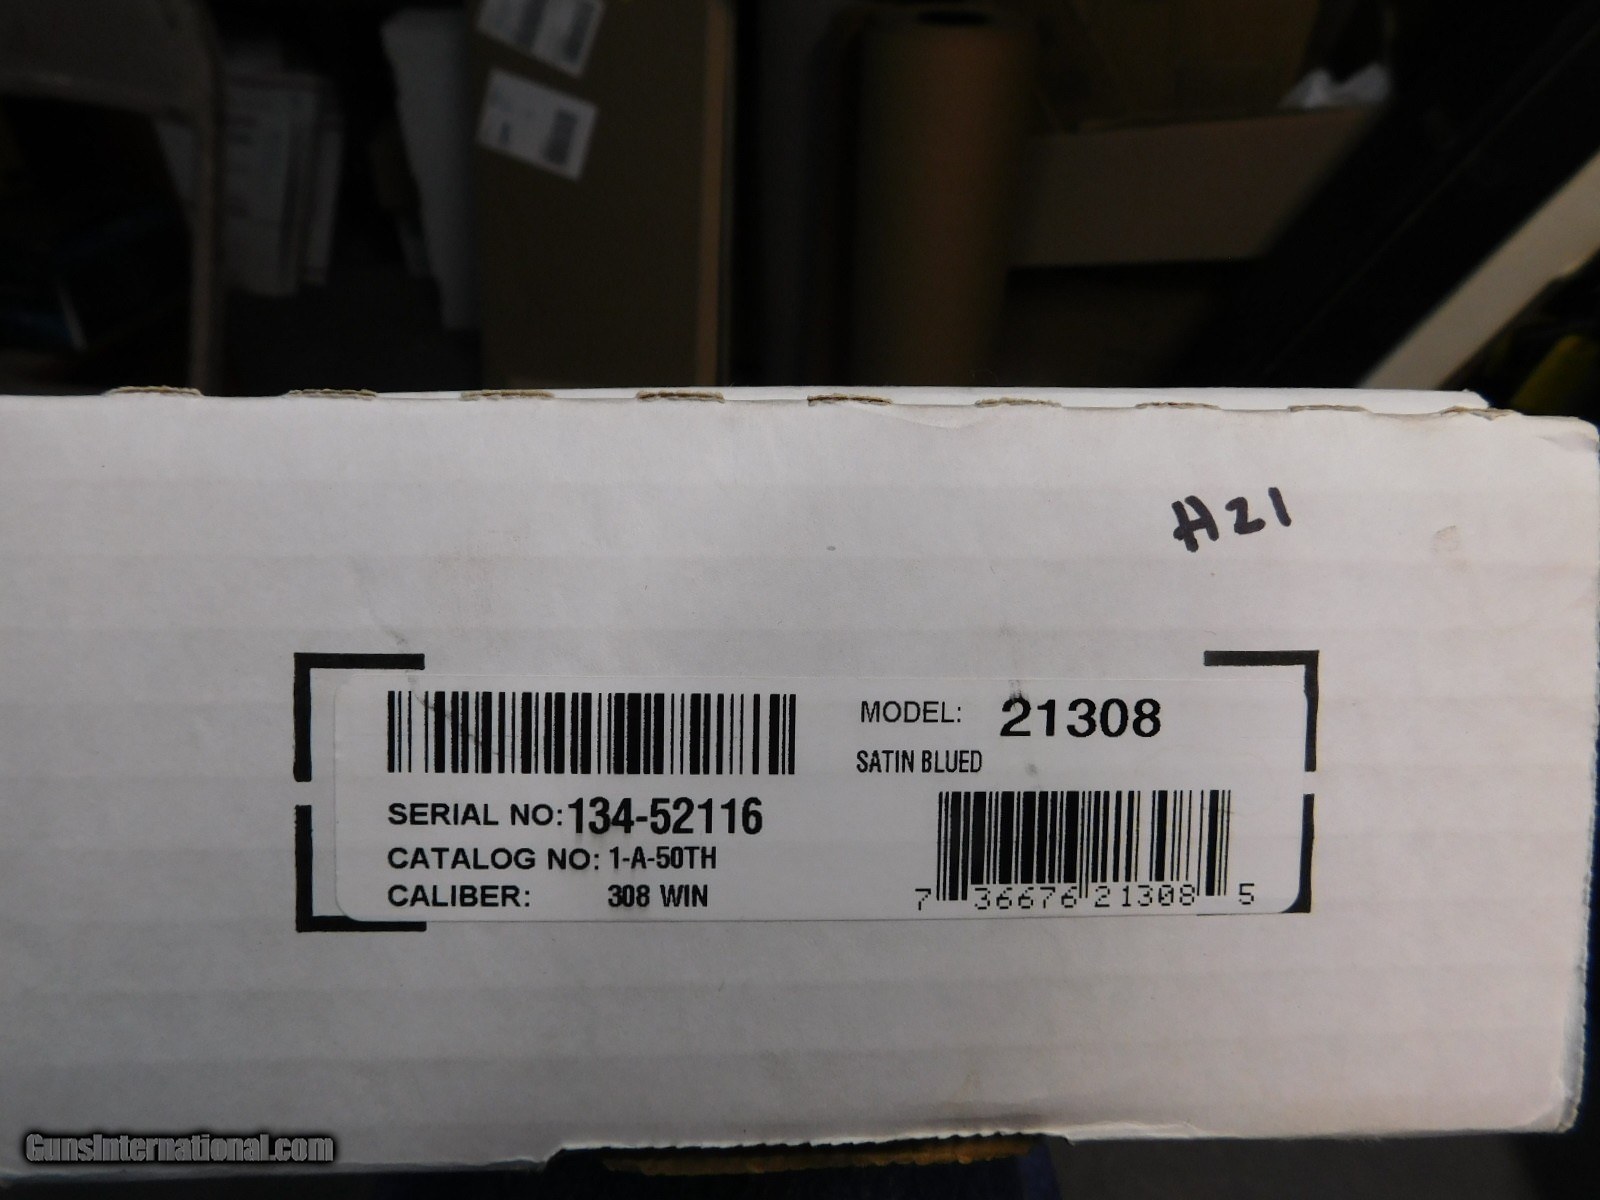 H21
MODEL: 21308
SATIN BLUED
SERIAL NO: 134-52116
CATALOG NO: 1-A-50TH
CALIBER: 308 WIN
7 36676 21308 5
GunsInternational.com